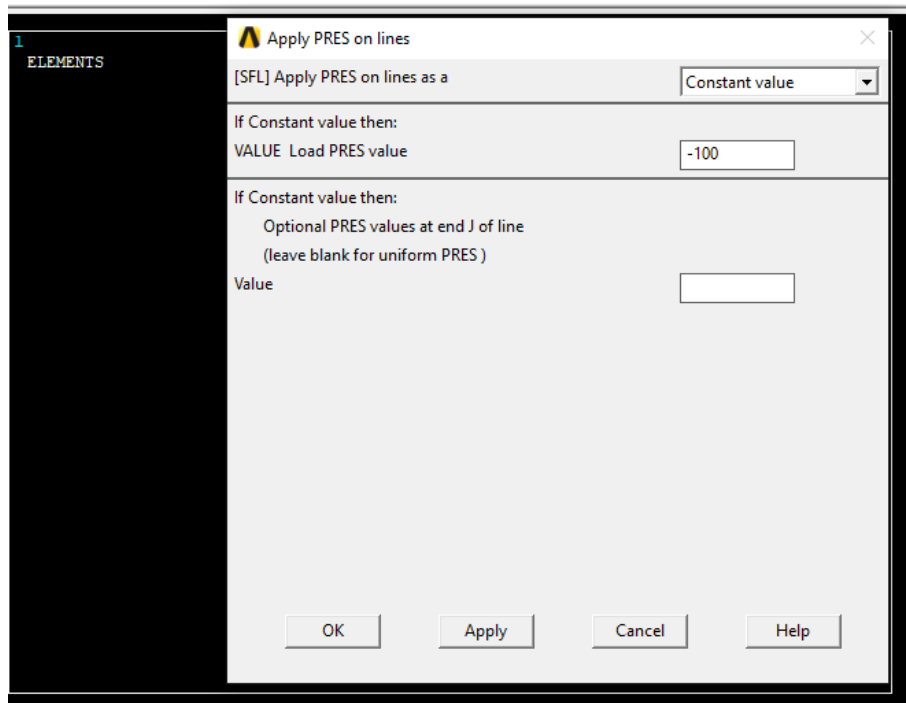 1
ELEMENTS
Apply PRES on lines
[SFL] Apply PRES on lines as a
Constant value
If Constant value then:
VALUE  Load PRES value
-100
If Constant value then:
Optional PRES values at end J of line
(leave blank for uniform PRES )
Value
OK
Apply
Cancel
Help